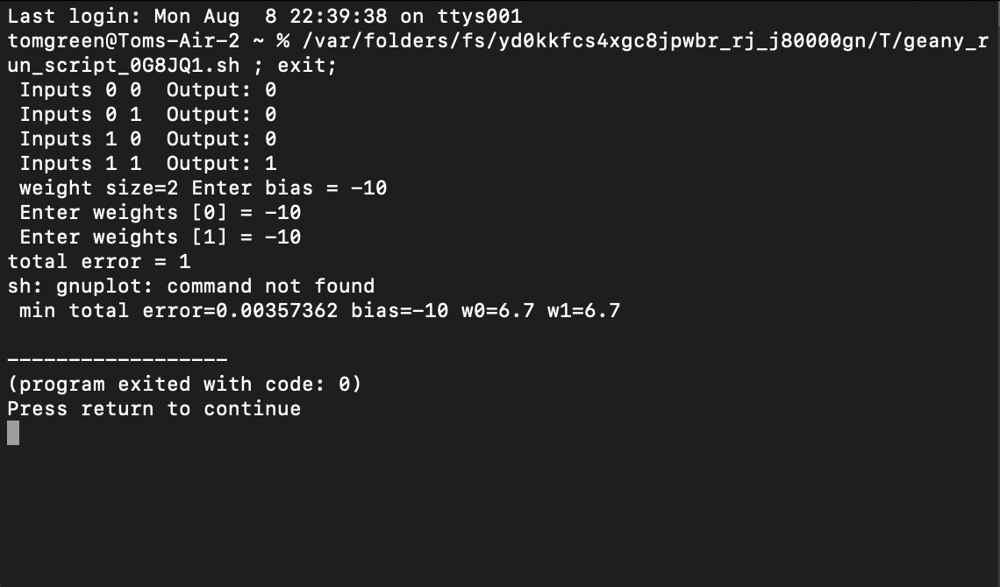 Last login: Mon Aug  8 22:39:38 on ttys001
tomgreen@Toms-Air-2 ~ % /var/folders/fs/yd0kkfcs4xgc8jpwbr_rj_j80000gn/T/geany_r
un_script_0G8JQ1.sh ; exit;
 Inputs 0 0  Output: 0
 Inputs 0 1  Output: 0
 Inputs 1 0  Output: 0
 Inputs 1 1  Output: 1
 weight size=2 Enter bias = -10
 Enter weights [0] = -10
 Enter weights [1] = -10
total error = 1
sh: gnuplot: command not found
 min total error=0.00357362 bias=-10 w0=6.7 w1=6.7
------------------
(program exited with code: 0)
Press return to continue